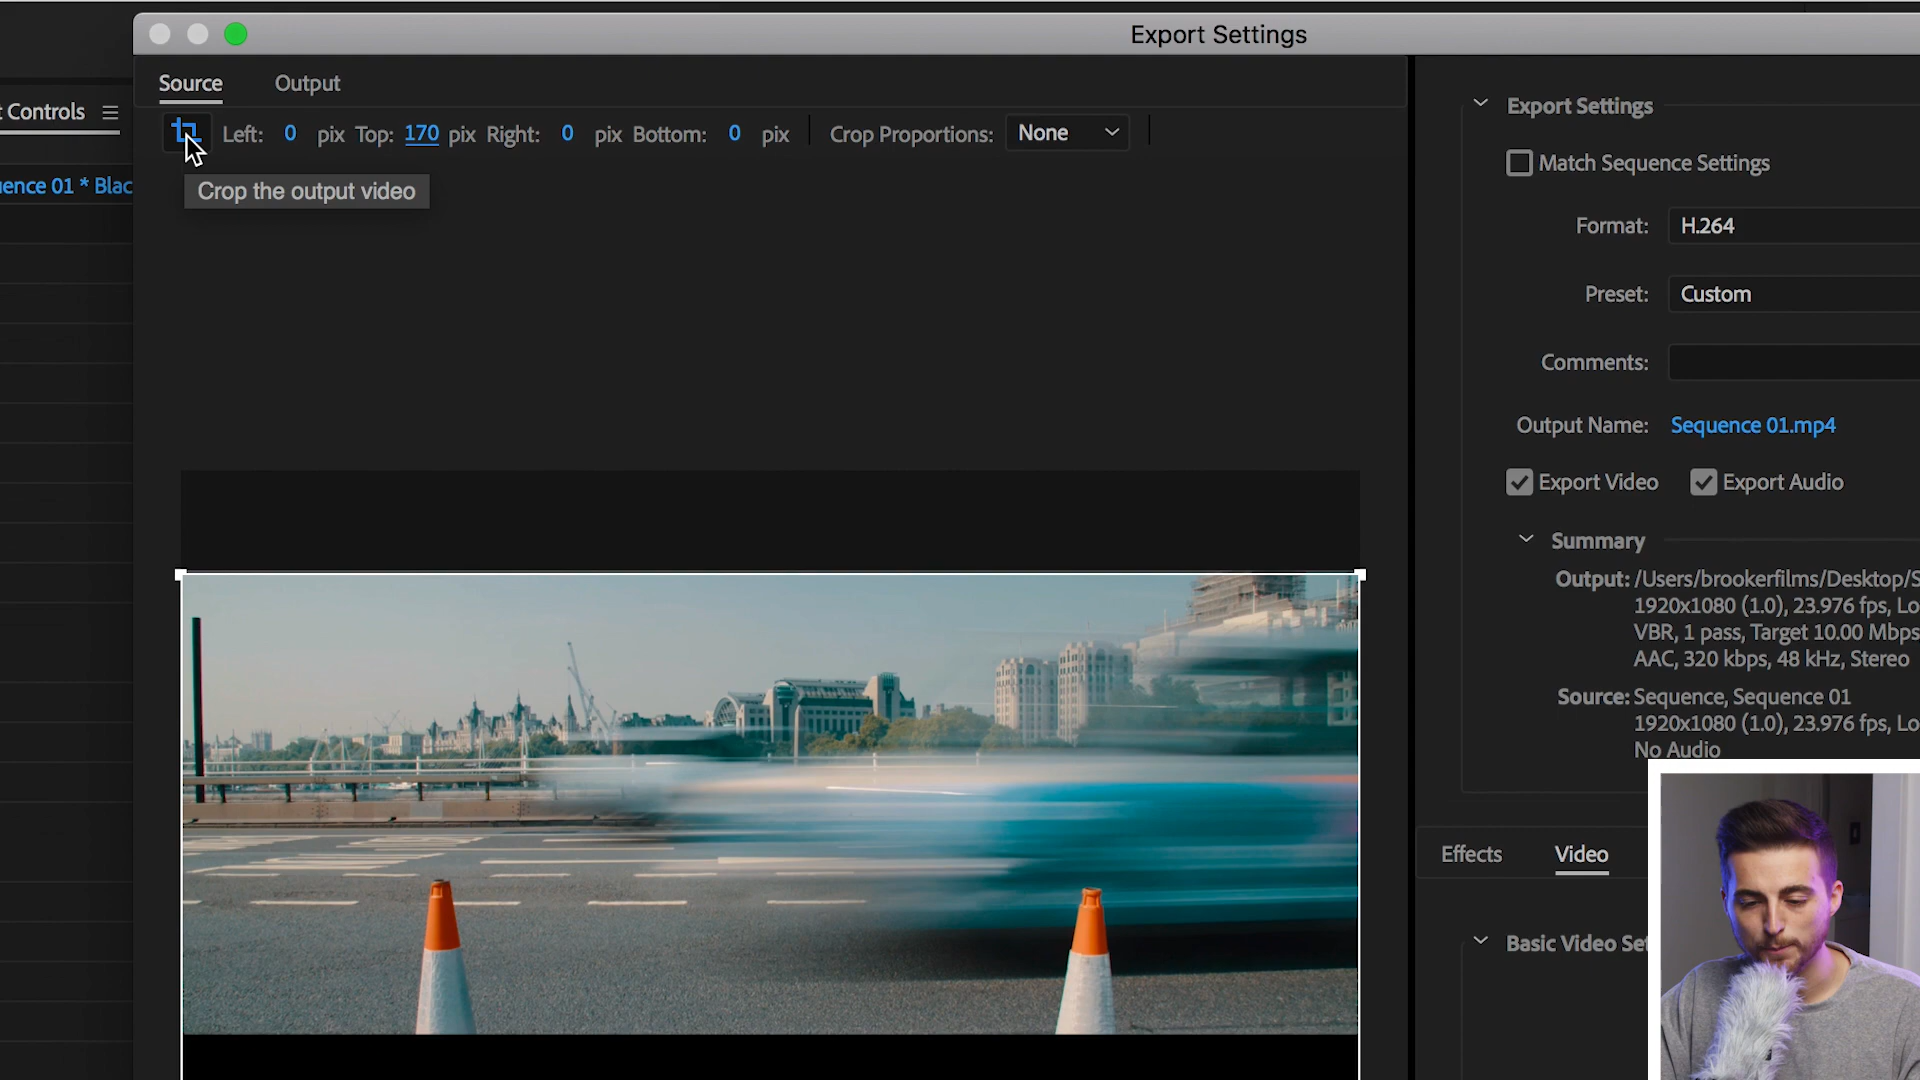 Export Settings
Source Output
Controls
Left: 0 pix Top: 170 pix Right: 0 pix Bottom: 0 pix Crop Proportions: None
Crop the output video
01 *
Export Settings
Match Sequence Settings
Format: H.264
Preset: Custom
Comments:
Output Name: Sequence 01.mp4
Export Video Export Audio
Summary
Output: /Users/brookerfilms/Desktop/S
1920x1080 (1.0), 23.976 fps, Lo
VBR, 1 pass, Target 10.00 Mbps
AAC, 320 kbps, 48 kHz, Stereo
Source: Sequence, Sequence 01
1920x1080 (1.0), 23.976 fps, Lo
No Audio
Effects Video
Basic Video Set